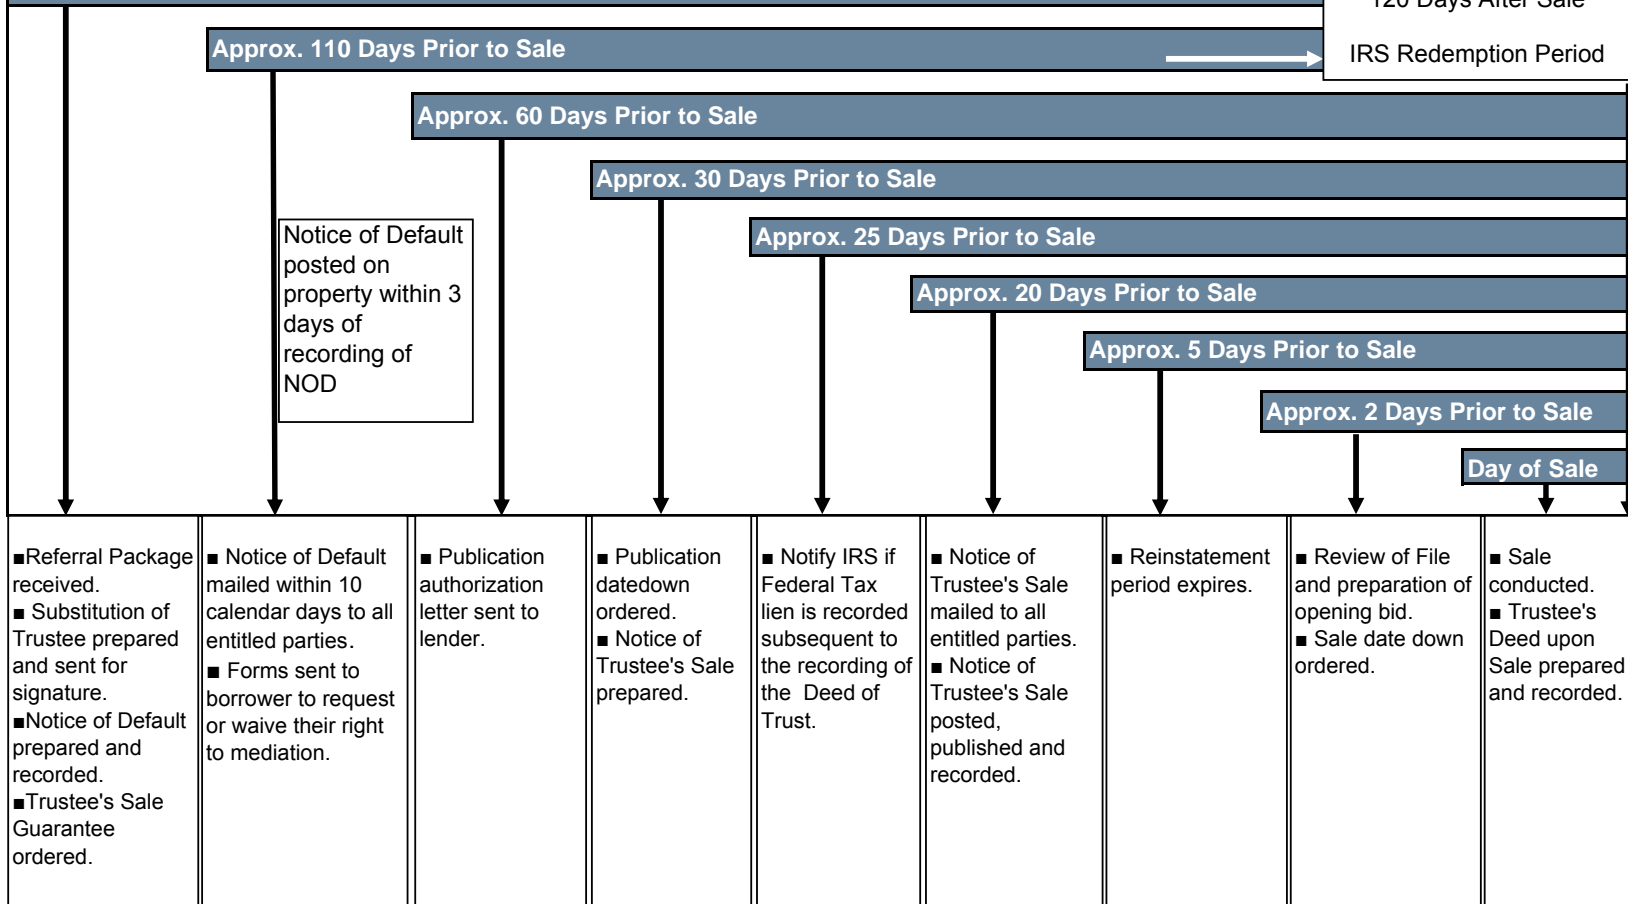 120 Days After Sale
IRS Redemption Period
Approx. 110 Days Prior to Sale
Approx. 60 Days Prior to Sale
Approx. 30 Days Prior to Sale
Approx. 25 Days Prior to Sale
Approx. 20 Days Prior to Sale
Approx. 5 Days Prior to Sale
Approx. 2 Days Prior to Sale
Day of Sale
Notice of Default
posted on
property within 3
days of
recording of
NOD
■Referral Package
received.
■ Substitution of
Trustee prepared
and sent for
signature.
■Notice of Default
prepared and
recorded.
■Trustee's Sale
Guarantee
ordered.
■ Notice of Default
mailed within 10
calendar days to all
entitled parties.
■ Forms sent to
borrower to request
or waive their right
to mediation.
■ Publication
authorization
letter sent to
lender.
■ Publication
datedown
ordered.
■ Notice of
Trustee's Sale
prepared.
■ Notify IRS if
Federal Tax
lien is recorded
subsequent to
the recording of
the Deed of
Trust.
■ Notice of
Trustee's Sale
mailed to all
entitled parties.
■ Notice of
Trustee's Sale
posted,
published and
recorded.
■ Reinstatement
period expires.
■ Review of File
and preparation of
opening bid.
■ Sale date down
ordered.
■ Sale
conducted.
■ Trustee's
Deed upon
Sale prepared
and recorded.